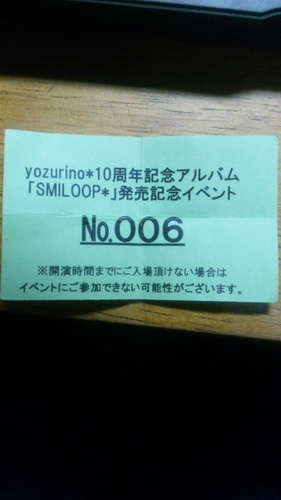 yozurino*10周年記念アルバム
「SMILOOP*」発売記念イベント
No.006
※開演時間までにご入場頂けない場合は
イベントにご参加できない可能性がございます。